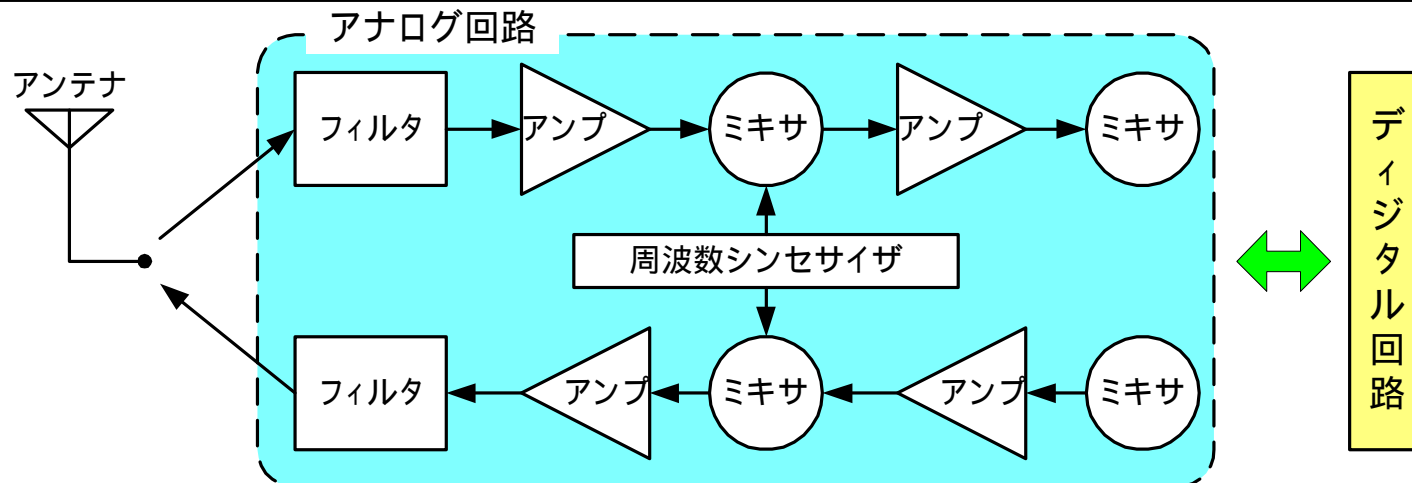 アナログ回路
アンテナ
フィルタ
アンプ
ミキサ
アンプ
ミキサ
周波数シンセサイザ
フィルタ
アンプ
ミキサ
アンプ
ミキサ
ディジタル回路